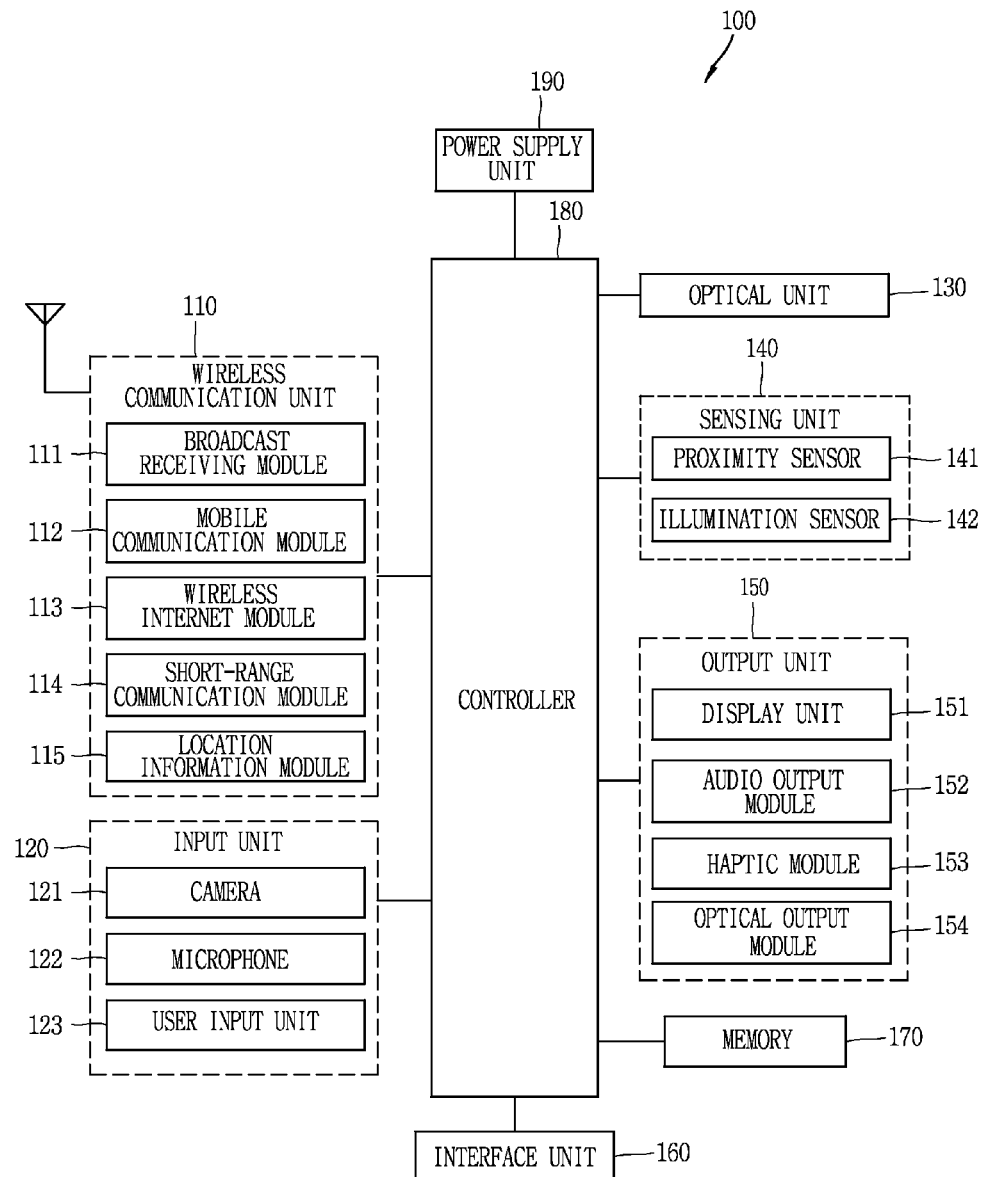 100
190
POWER SUPPLY
UNIT
180
OPTICAL UNIT
130
110
WIRELESS
COMMUNICATION UNIT
111
BROADCAST
RECEIVING MODULE
112
MOBILE
COMMUNICATION MODULE
113
WIRELESS
INTERNET MODULE
114
SHORT-RANGE
COMMUNICATION MODULE
115
LOCATION
INFORMATION MODULE
120
INPUT UNIT
121
CAMERA
122
MICROPHONE
123
USER INPUT UNIT
CONTROLLER
140
SENSING UNIT
PROXIMITY SENSOR
141
ILLUMINATION SENSOR
142
150
OUTPUT UNIT
DISPLAY UNIT
151
AUDIO OUTPUT
MODULE
152
HAPTIC MODULE
153
OPTICAL OUTPUT
MODULE
154
MEMORY
170
INTERFACE UNIT
160